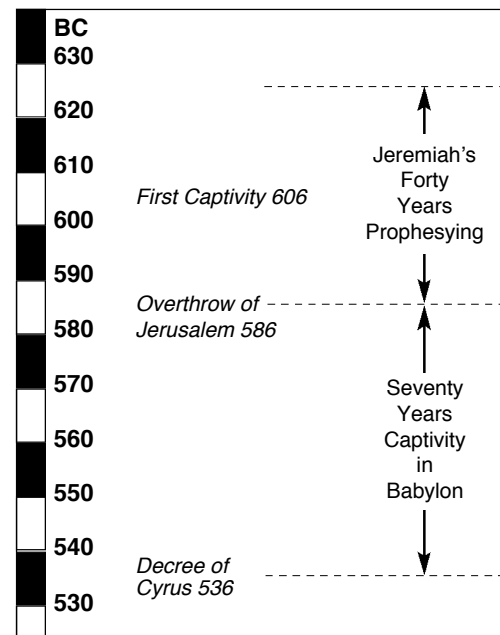 BC
630
620
610
600
590
580
570
560
550
540
530
First Captivity 606
Overthrow of
Jerusalem 586
Decree of
Cyrus 536
Jeremiah's
Forty
Years
Prophesying
Seventy
Years
Captivity
in
Babylon